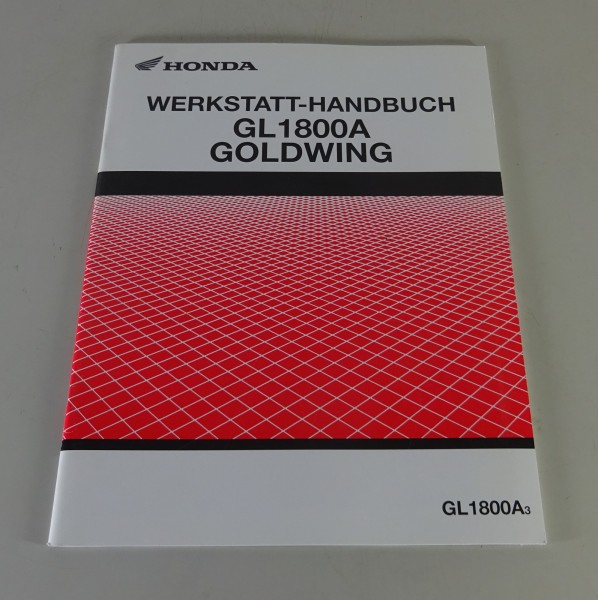 HONDA
WERKSTATT-HANDBUCH
GL1800A
GOLDWING
GL1800A3